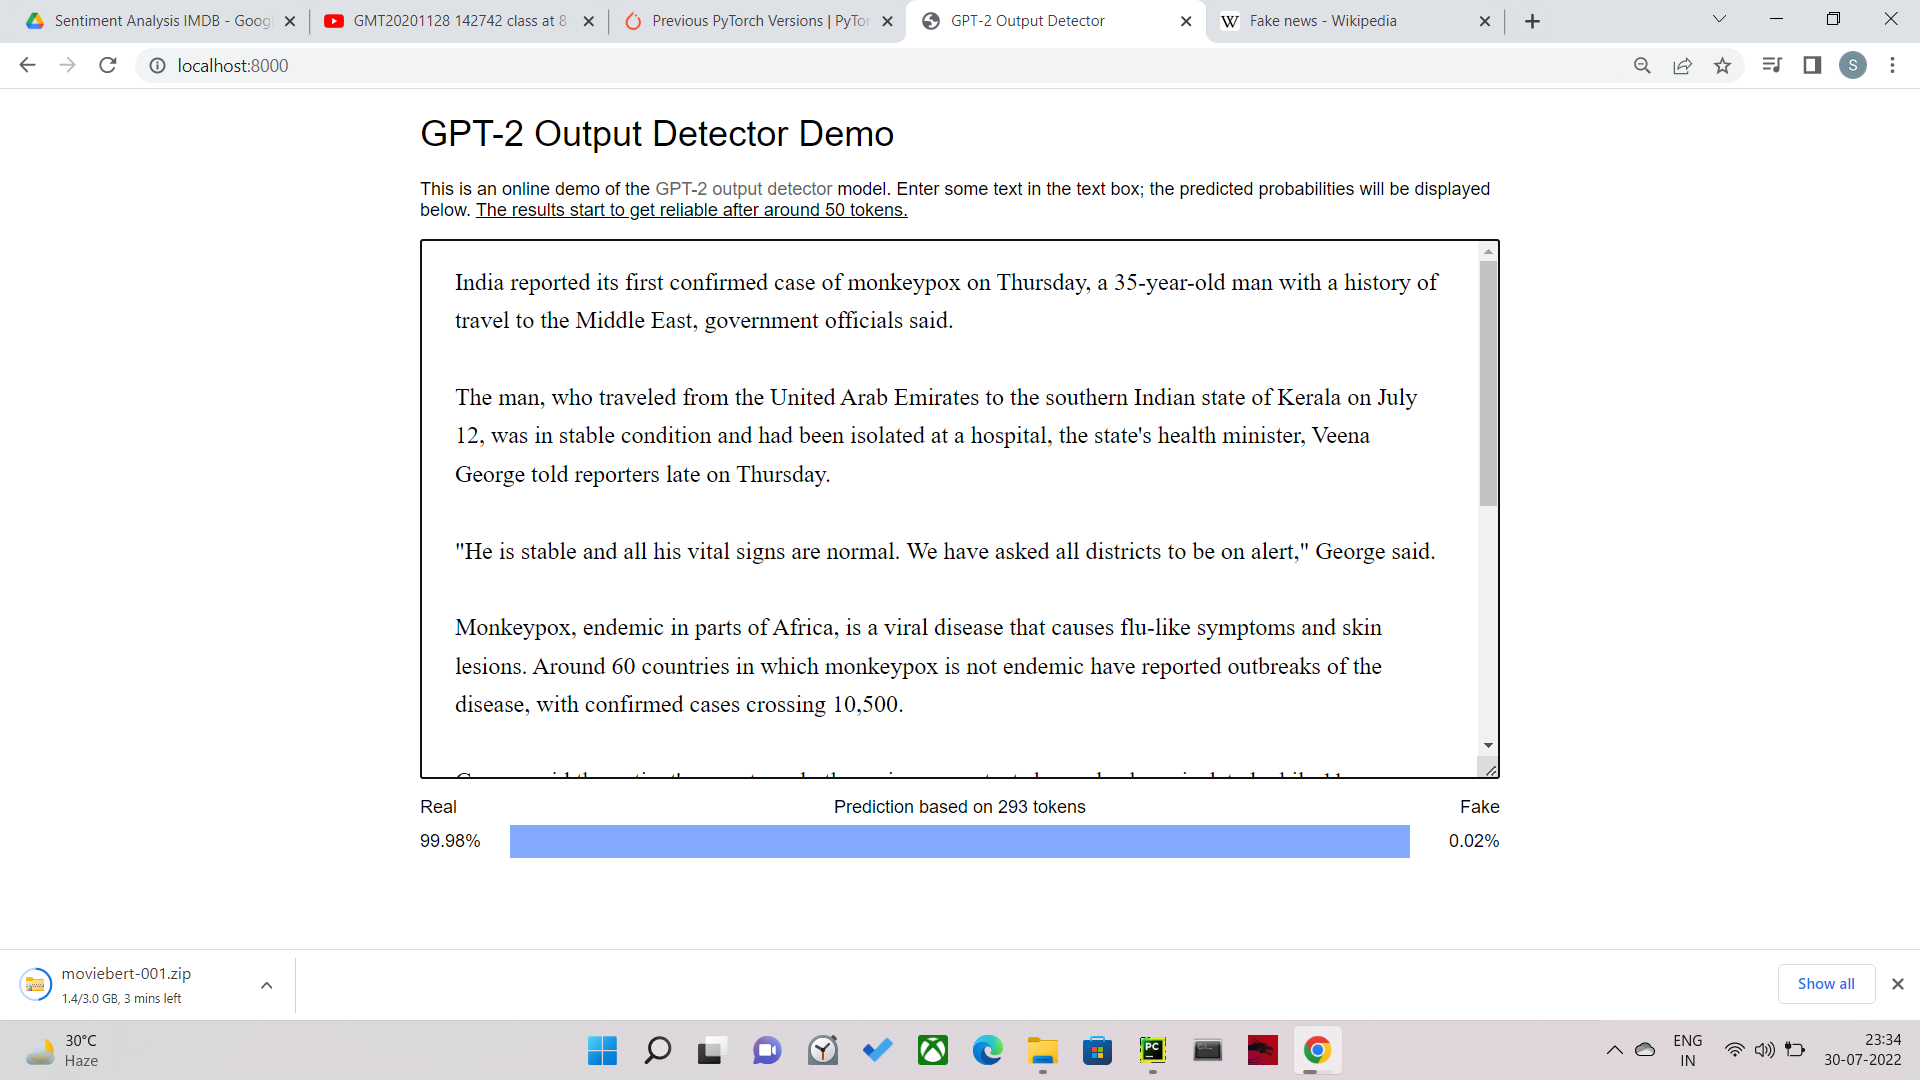 Sentiment Analysis IMDB - Goog
GMT20201128 142742 class at 8
Previous PyTorch Versions | PyTor
GPT-2 Output Detector
Fake news - Wikipedia
localhost:8000
S
GPT-2 Output Detector Demo
This is an online demo of the GPT-2 output detector model. Enter some text in the text box; the predicted probabilities will be displayed
below. The results start to get reliable after around 50 tokens.
India reported its first confirmed case of monkeypox on Thursday, a 35-year-old man with a history of
travel to the Middle East, government officials said.
The man, who traveled from the United Arab Emirates to the southern Indian state of Kerala on July
12, was in stable condition and had been isolated at a hospital, the state's health minister, Veena
George told reporters late on Thursday.
"He is stable and all his vital signs are normal. We have asked all districts to be on alert," George said.
Monkeypox, endemic in parts of Africa, is a viral disease that causes flu-like symptoms and skin
lesions. Around 60 countries in which monkeypox is not endemic have reported outbreaks of the
disease, with confirmed cases crossing 10,500.
Real
Prediction based on 293 tokens
Fake
99.98%
0.02%
moviebert-001.zip
1.4/3.0 GB, 3 mins left
Show all
30°C
Haze
PC
ENG
IN
23:34
30-07-2022